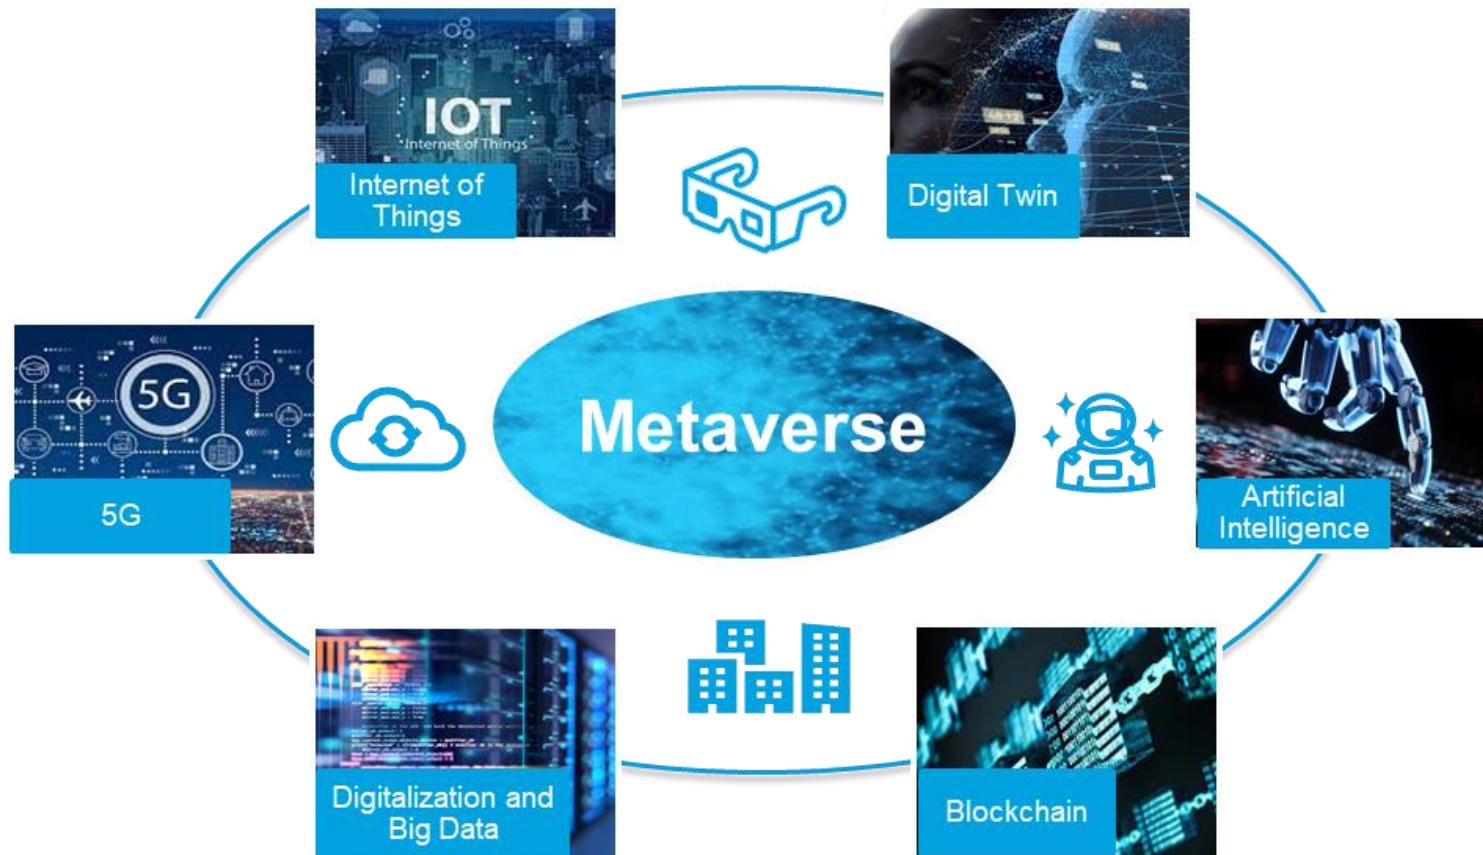 IOT
Internet of Things
Internet of
Things
Digital Twin
5G
5G
Metaverse
Artificial
Intelligence
Digitalization and
Big Data
Blockchain